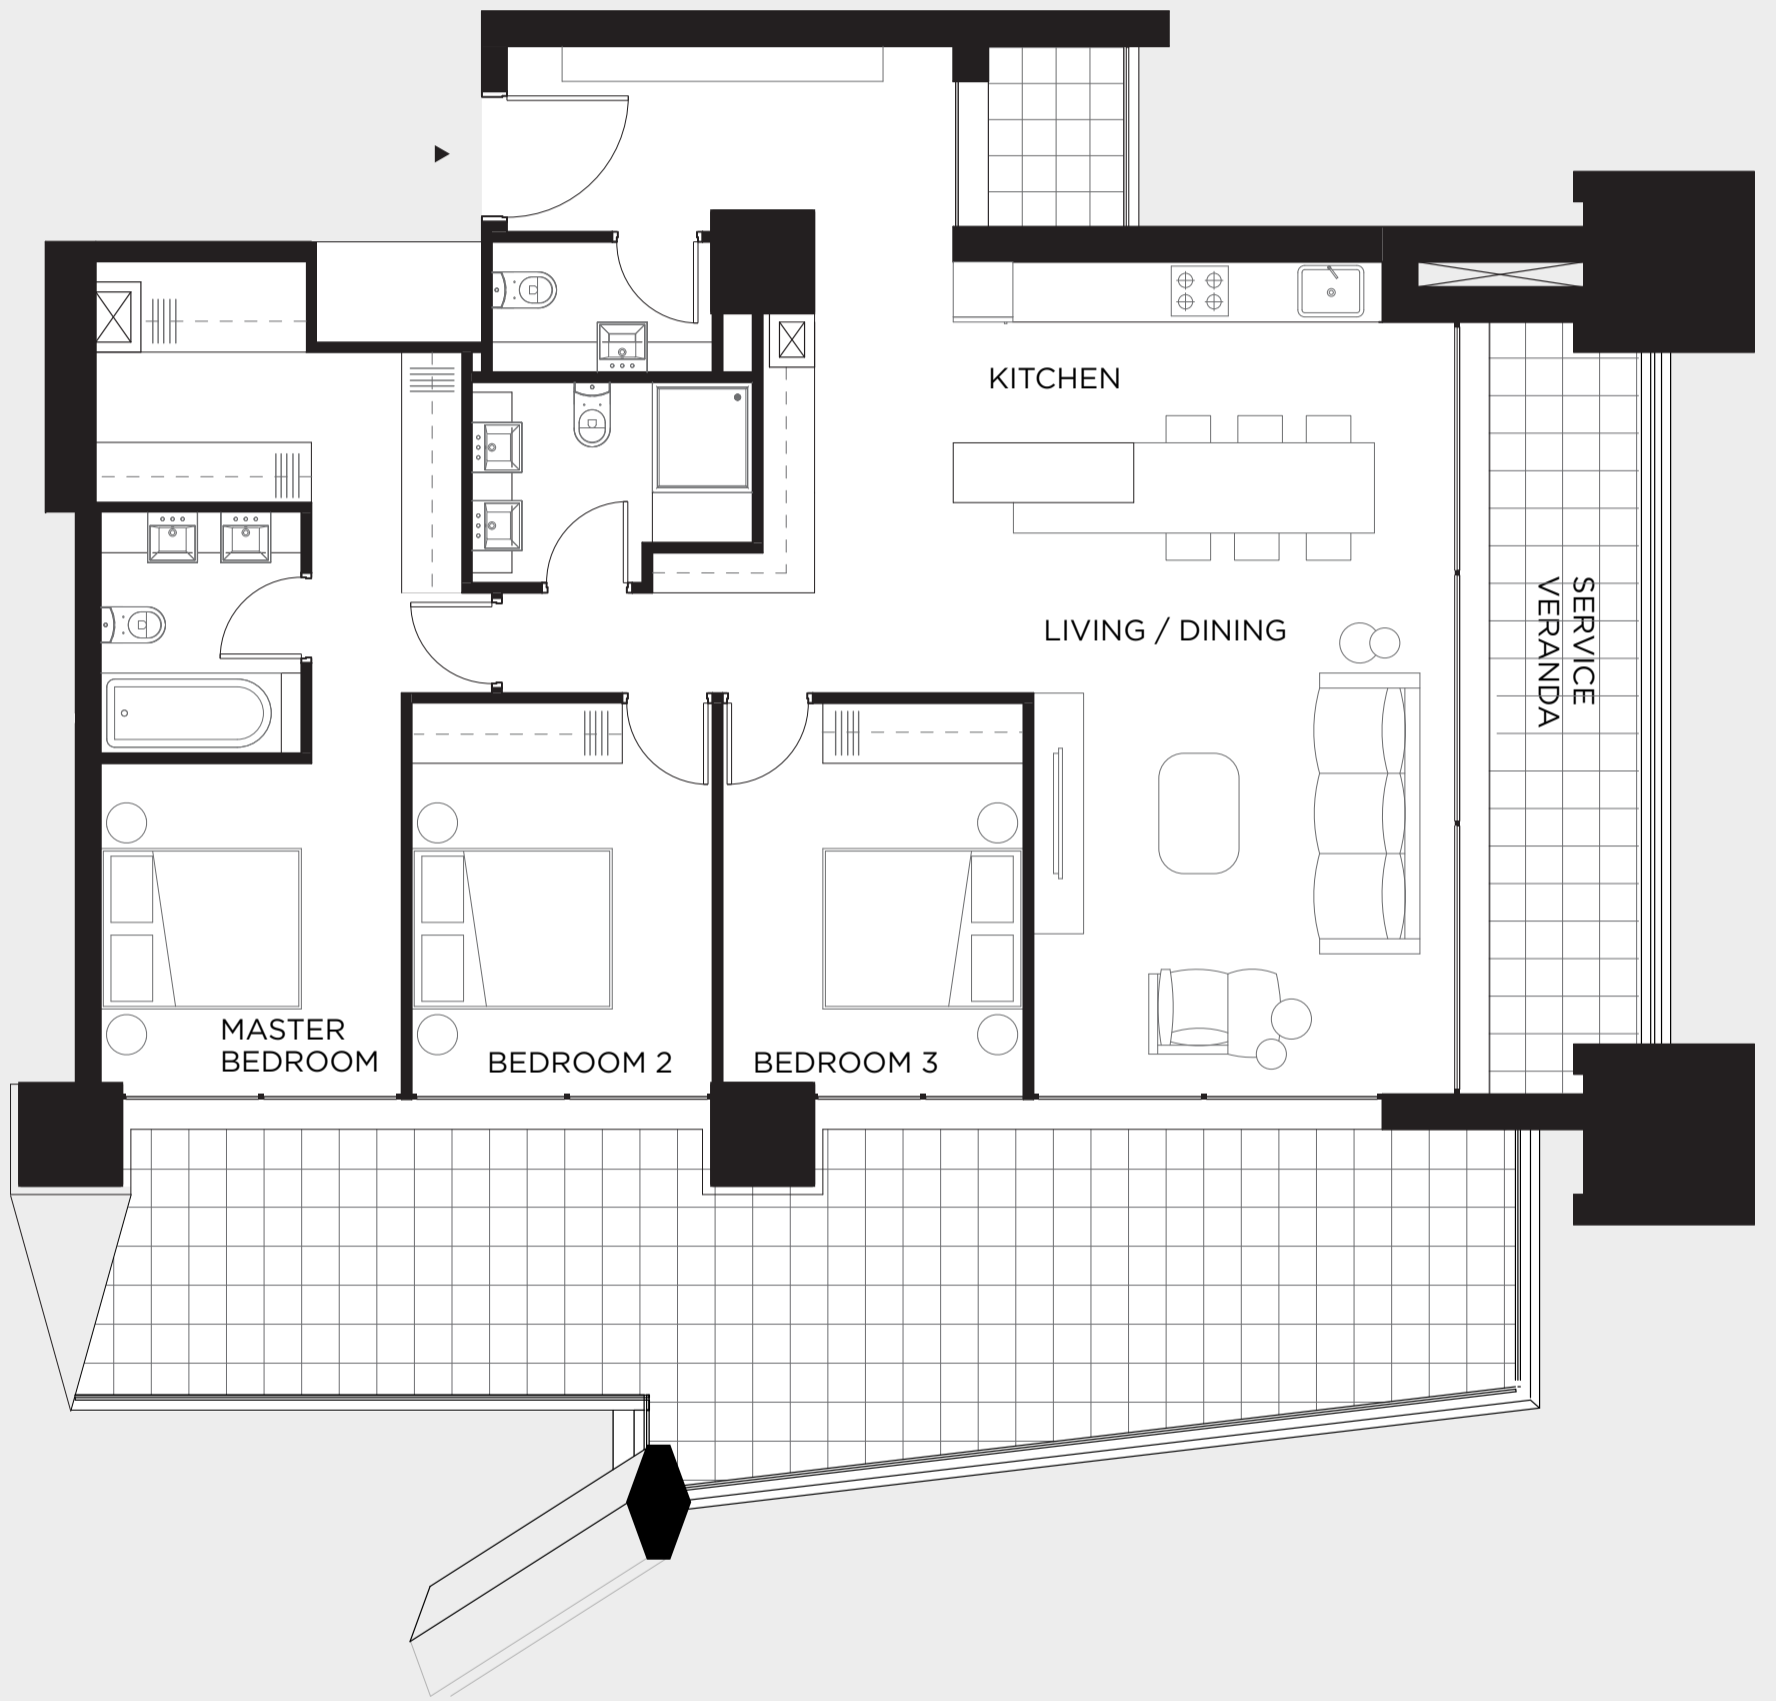 KITCHEN
LIVING / DINING
SERVICE
VERANDA
MASTER
BEDROOM
BEDROOM 2
BEDROOM 3